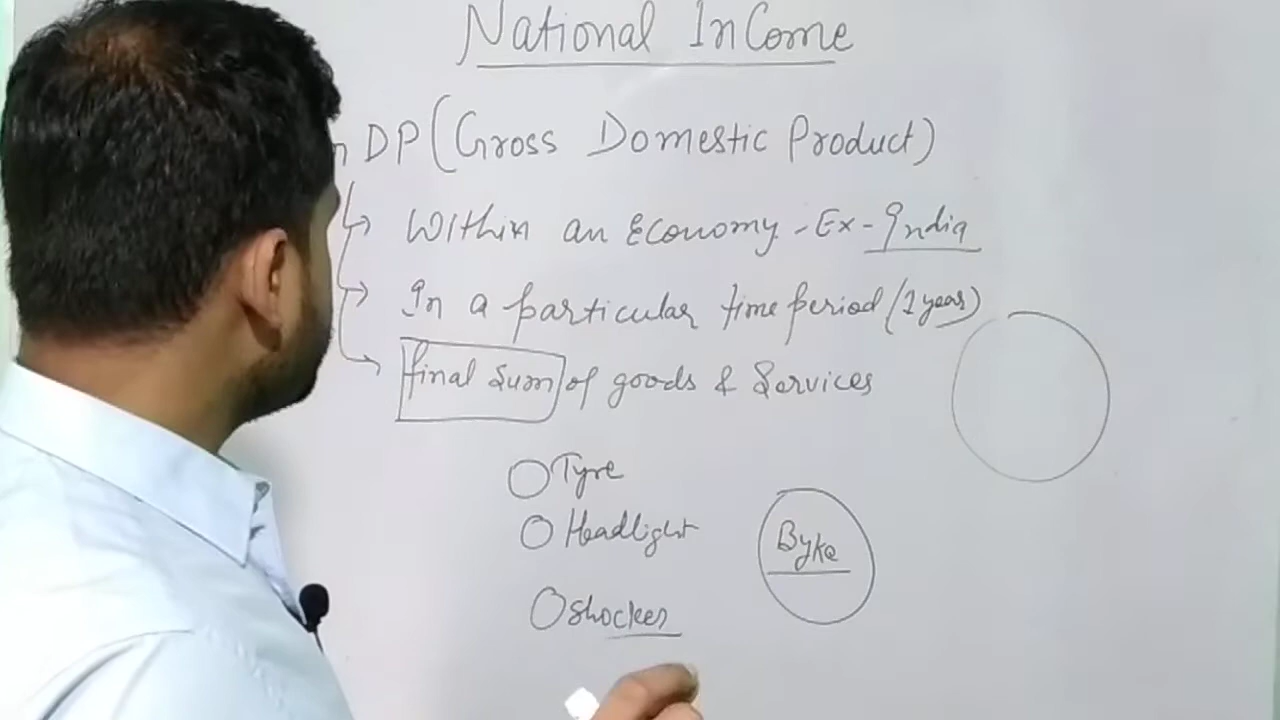 National InCome
DP (Gross Domestic Product)
Within an Economy - Ex - India
In a particular time period (1 year)
final sum of goods & Services
Tyre
Headlight
Byke
Shocker